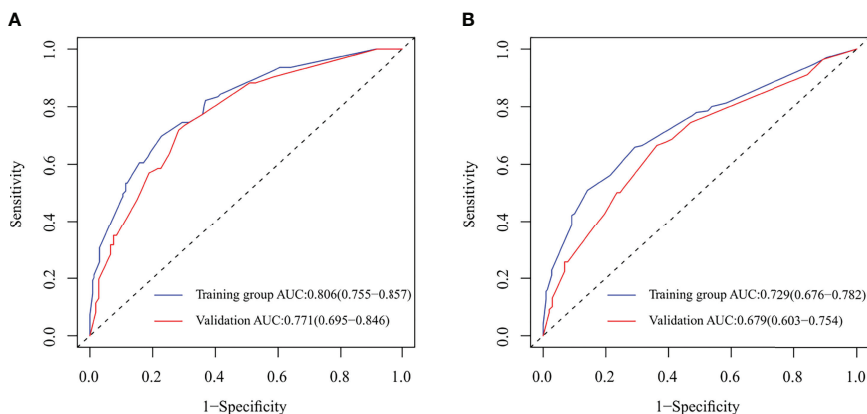 A
1.0
0.8
0.6
0.4
0.2
0.0
Sensitivity
Training group AUC:0.806(0.755−0.857)
Validation AUC:0.771(0.695−0.846)
0.0 0.2 0.4 0.6 0.8 1.0
1−Specificity
B
1.0
0.8
0.6
0.4
0.2
0.0
Sensitivity
Training group AUC:0.729(0.676−0.782)
Validation AUC:0.679(0.603−0.754)
0.0 0.2 0.4 0.6 0.8 1.0
1−Specificity